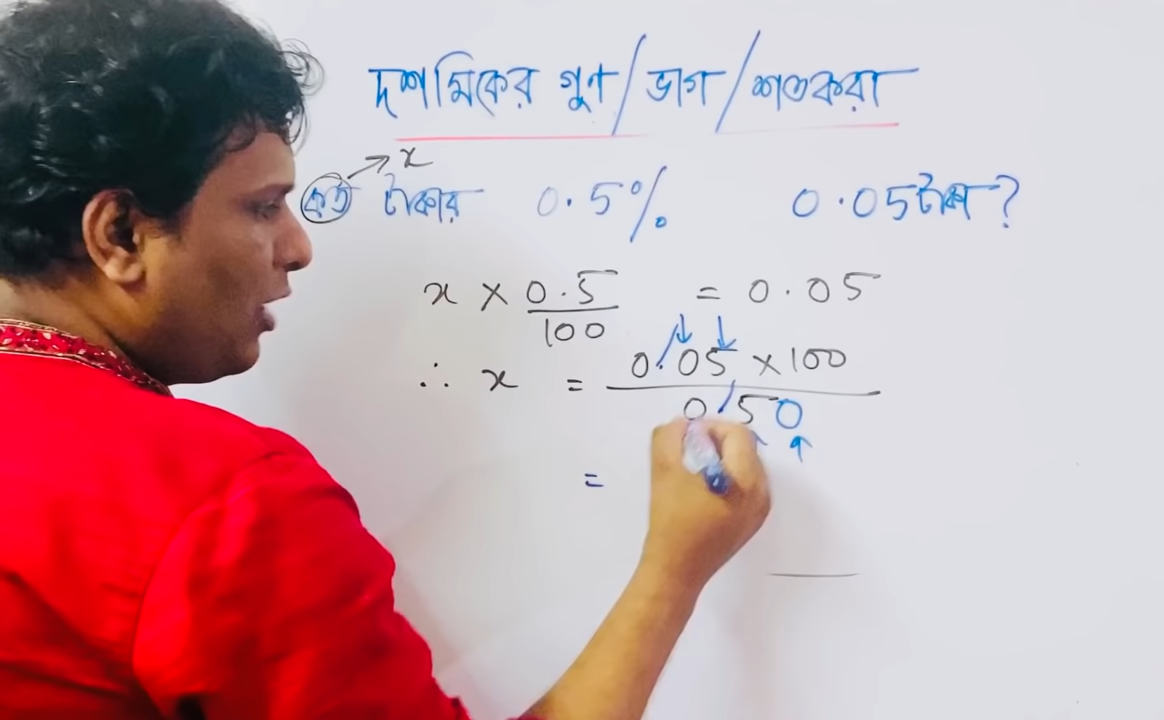 দশমিকের গুণ/ভাগ/শতকরা
কত → x টাকার 0.5% 0.05 টাকা?
x × 0.5/100 = 0.05
∴ x = 0.05 × 100 / 0.50
=